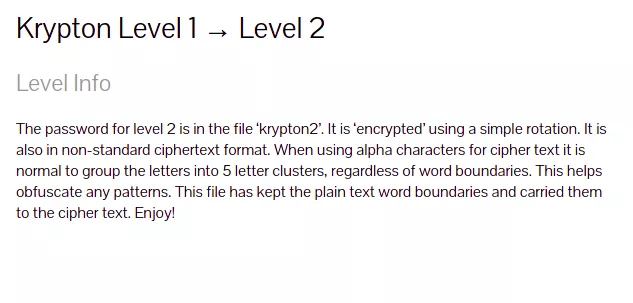 Krypton Level 1 → Level 2
Level Info
The password for level 2 is in the file ‘krypton2’. It is ‘encrypted’ using a simple rotation. It is
also in non-standard ciphertext format. When using alpha characters for cipher text it is
normal to group the letters into 5 letter clusters, regardless of word boundaries. This helps
obfuscate any patterns. This file has kept the plain text word boundaries and carried them
to the cipher text. Enjoy!